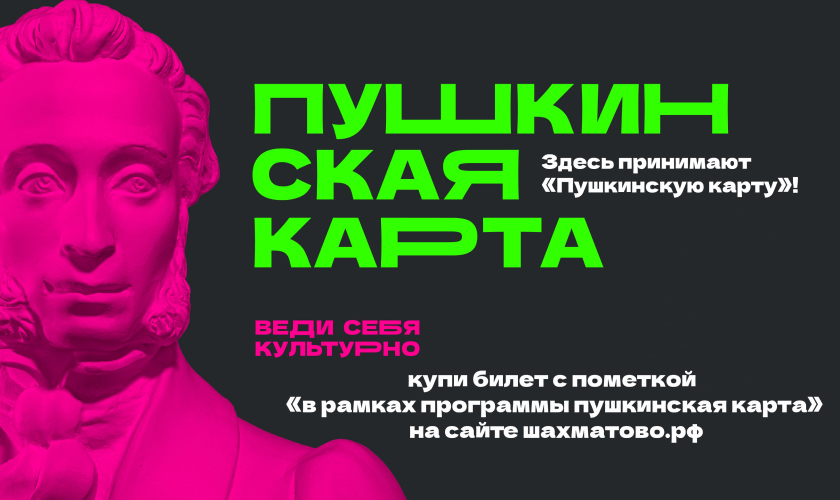 ПУШКИН
СКАЯ
КАРТА
Здесь принимают
«Пушкинскую карту»!
ВЕДИ СЕБЯ
КУЛЬТУРНО
купи билет с пометкой
«в рамках программы пушкинская карта»
на сайте шахматово.рф